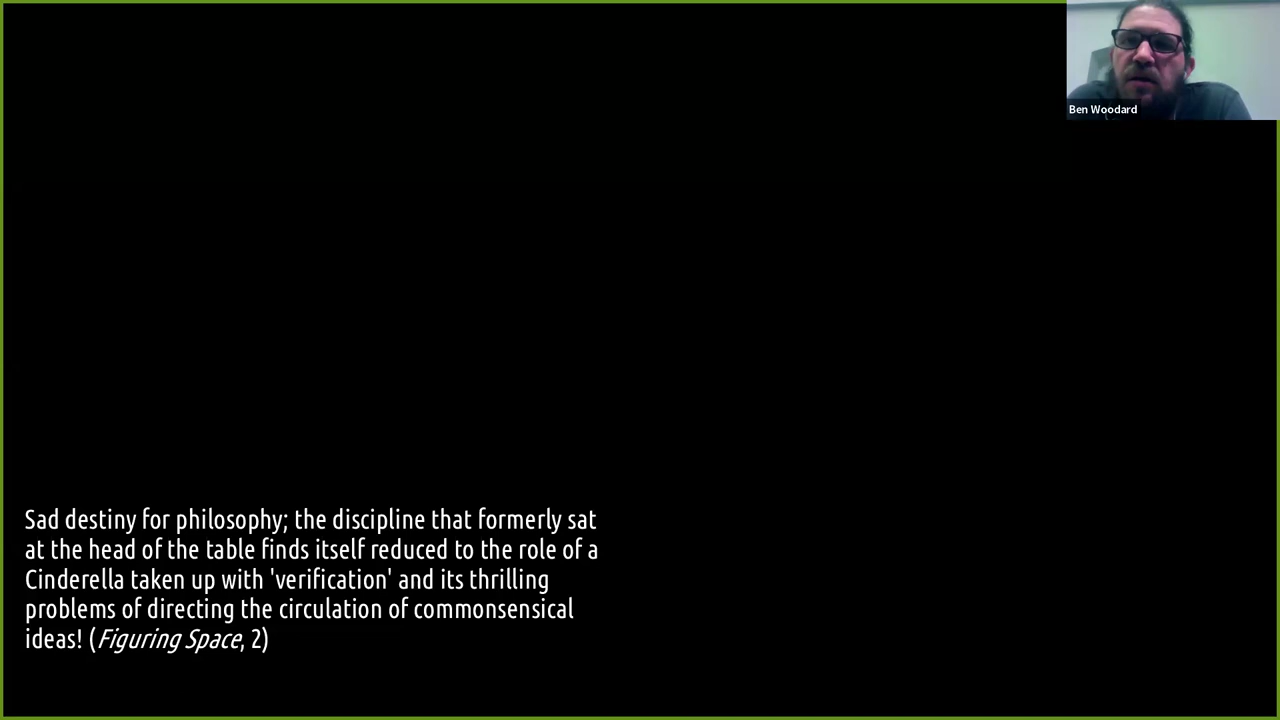 Ben Woodard
Sad destiny for philosophy; the discipline that formerly sat
at the head of the table finds itself reduced to the role of a
Cinderella taken up with 'verification' and its thrilling
problems of directing the circulation of commonsensical
ideas! (Figuring Space, 2)